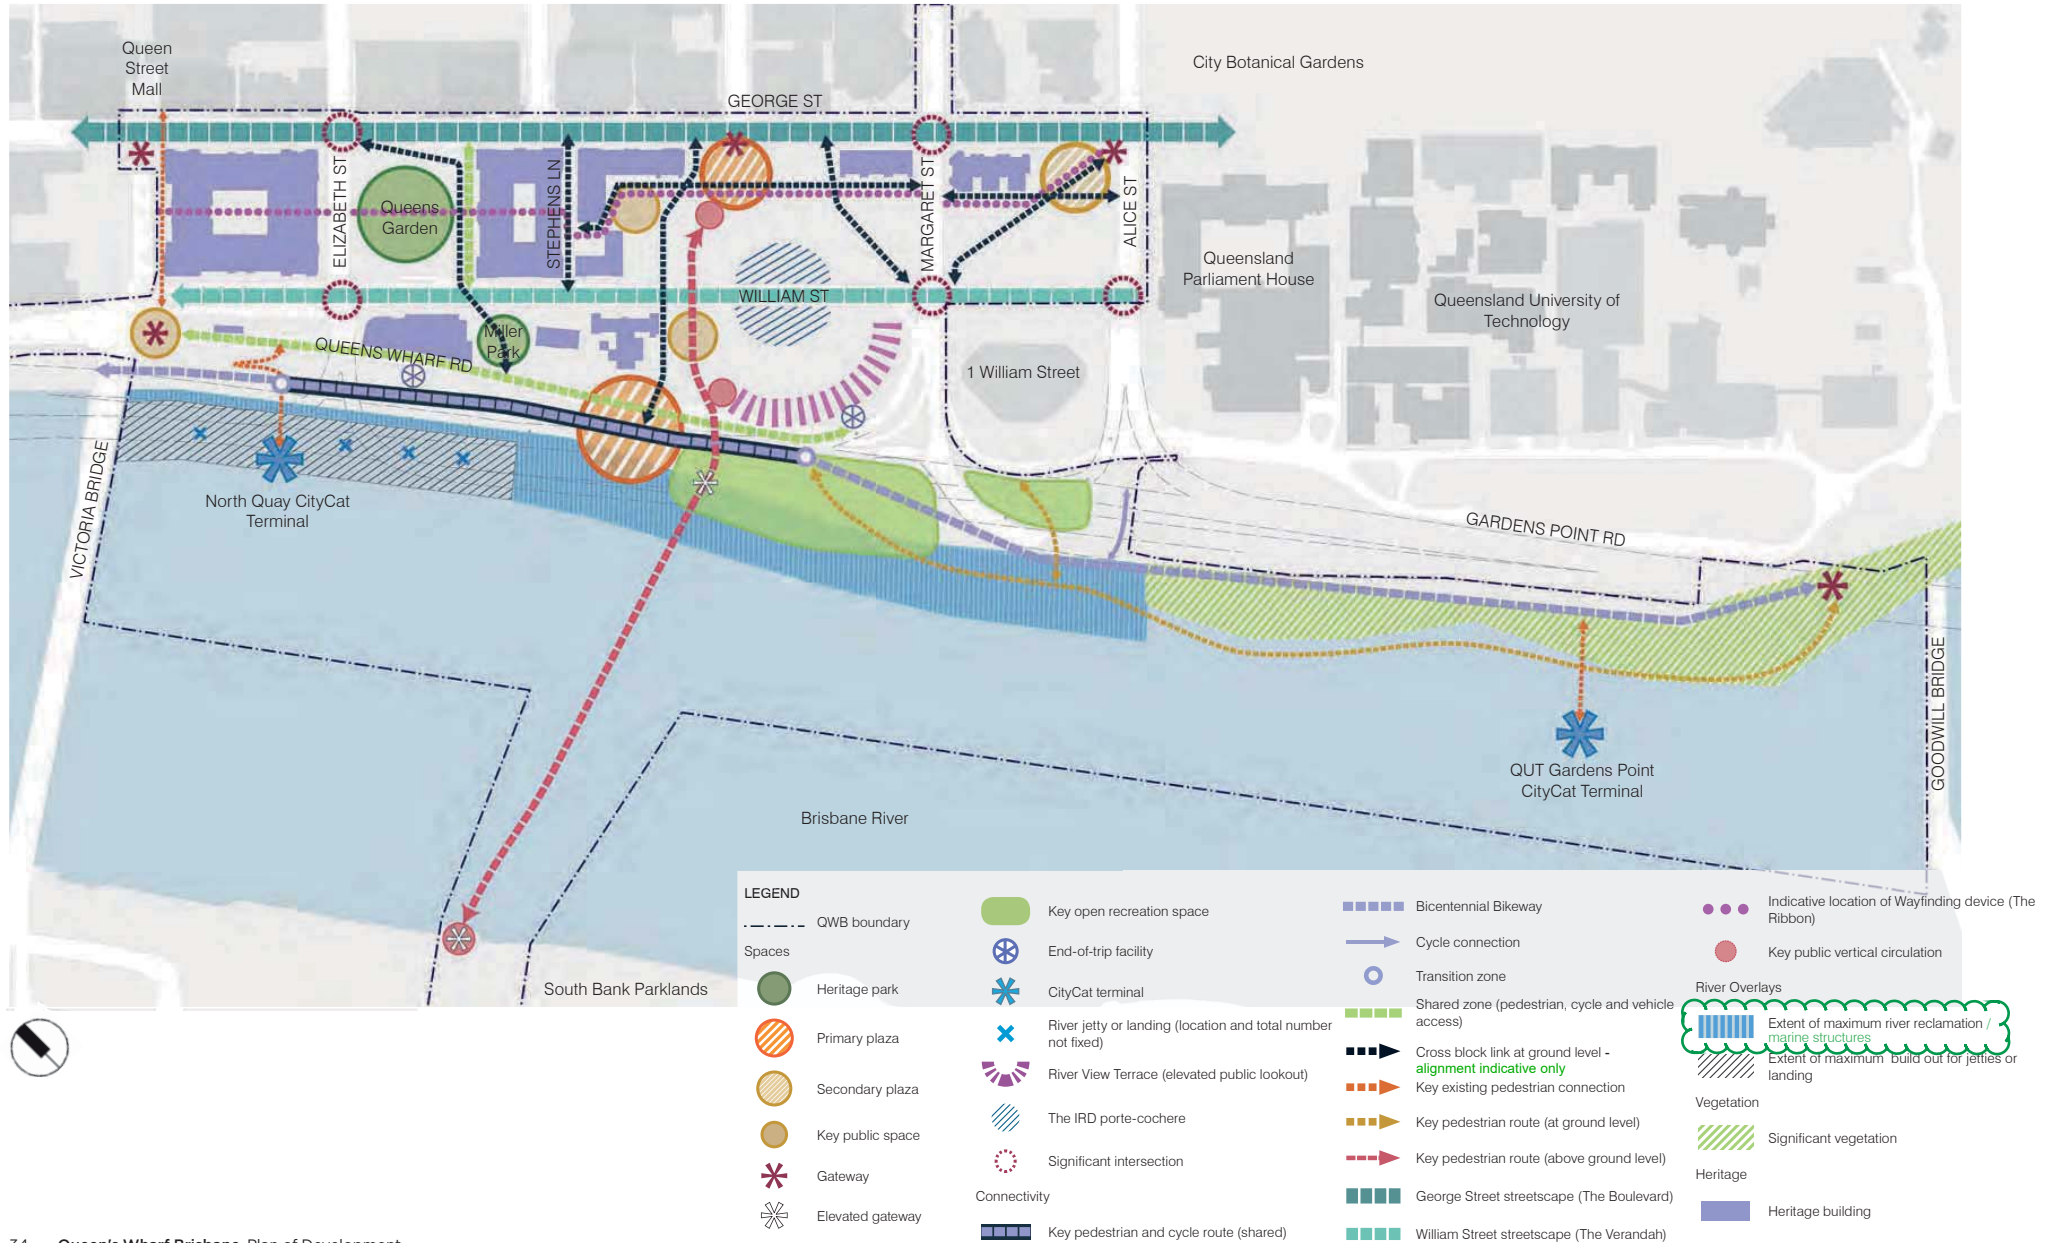 Queen
Street
Mall
City Botanical Gardens
GEORGE ST
ELIZABETH ST
Queens
Garden
STEPHENS LN
MARGARET ST
ALICE ST
Queensland
Parliament House
Queensland University of
Technology
WILLIAM ST
Miller
Park
QUEENS WHARF RD
1 William Street
VICTORIA BRIDGE
North Quay CityCat
Terminal
GARDENS POINT RD
GOODWILL BRIDGE
QUT Gardens Point
CityCat Terminal
Brisbane River
South Bank Parklands
LEGEND
QWB boundary
Spaces
Heritage park
Primary plaza
Secondary plaza
Key public space
Gateway
Elevated gateway
Key open recreation space
End-of-trip facility
CityCat terminal
River jetty or landing (location and total number
not fixed)
River View Terrace (elevated public lookout)
The IRD porte-cochere
Significant intersection
Connectivity
Key pedestrian and cycle route (shared)
Bicentennial Bikeway
Cycle connection
Transition zone
Shared zone (pedestrian, cycle and vehicle
access)
Cross block link at ground level -
alignment indicative only
Key existing pedestrian connection
Key pedestrian route (at ground level)
Key pedestrian route (above ground level)
George Street streetscape (The Boulevard)
William Street streetscape (The Verandah)
Indicative location of Wayfinding device (The
Ribbon)
Key public vertical circulation
River Overlays
Extent of maximum river reclamation /
marine structures
Extent of maximum build out for jetties or
landing
Vegetation
Significant vegetation
Heritage
Heritage building
Queen's Wharf Brisbane Plan of Development